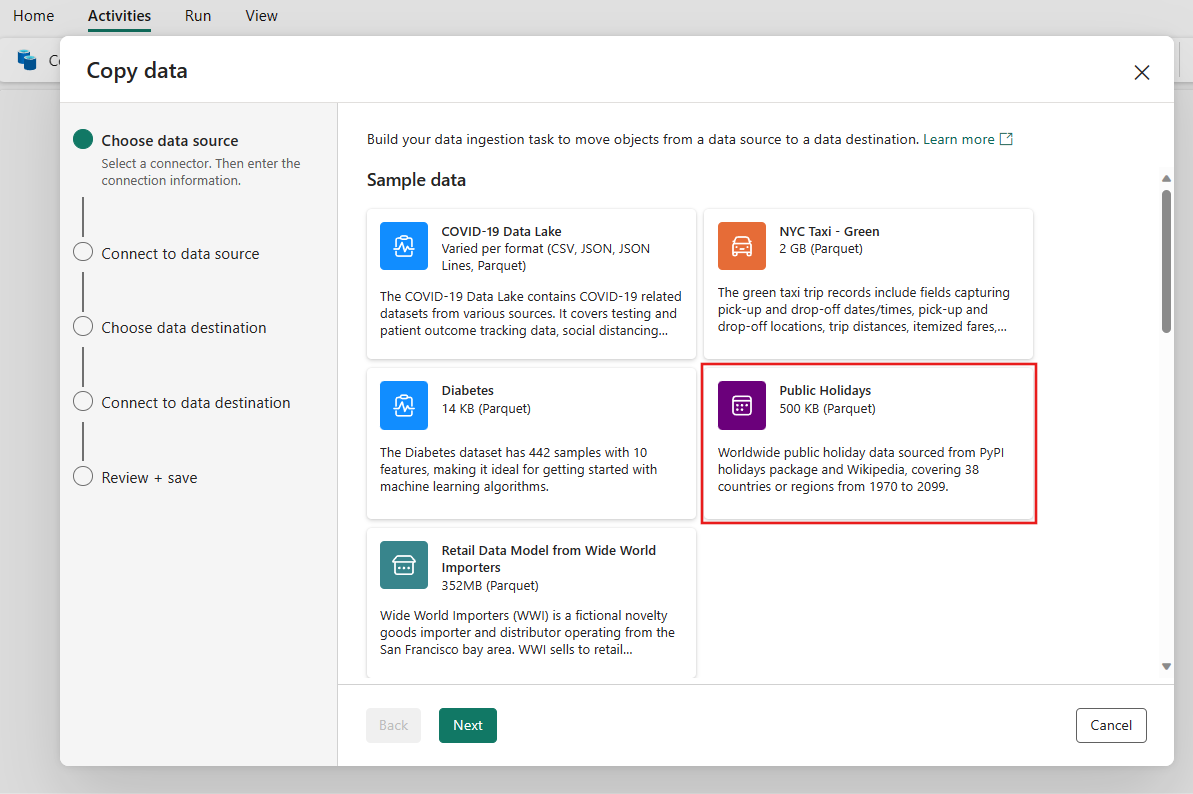 Home Activities Run View
Copy data
Choose data source
Select a connector. Then enter the
connection information.
Connect to data source
Choose data destination
Connect to data destination
Review + save
Build your data ingestion task to move objects from a data source to a data destination. Learn more
Sample data
COVID-19 Data Lake
Varied per format (CSV, JSON, JSON
Lines, Parquet)
The COVID-19 Data Lake contains COVID-19 related
datasets from various sources. It covers testing and
patient outcome tracking data, social distancing...
NYC Taxi - Green
2 GB (Parquet)
The green taxi trip records include fields capturing
pick-up and drop-off dates/times, pick-up and
drop-off locations, trip distances, itemized fares,...
Diabetes
14 KB (Parquet)
The Diabetes dataset has 442 samples with 10
features, making it ideal for getting started with
machine learning algorithms.
Public Holidays
500 KB (Parquet)
Worldwide public holiday data sourced from PyPI
holidays package and Wikipedia, covering 38
countries or regions from 1970 to 2099.
Retail Data Model from Wide World
Importers
352MB (Parquet)
Wide World Importers (WWI) is a fictional novelty
goods importer and distributor operating from the
San Francisco bay area. WWI sells to retail...
Back Next Cancel